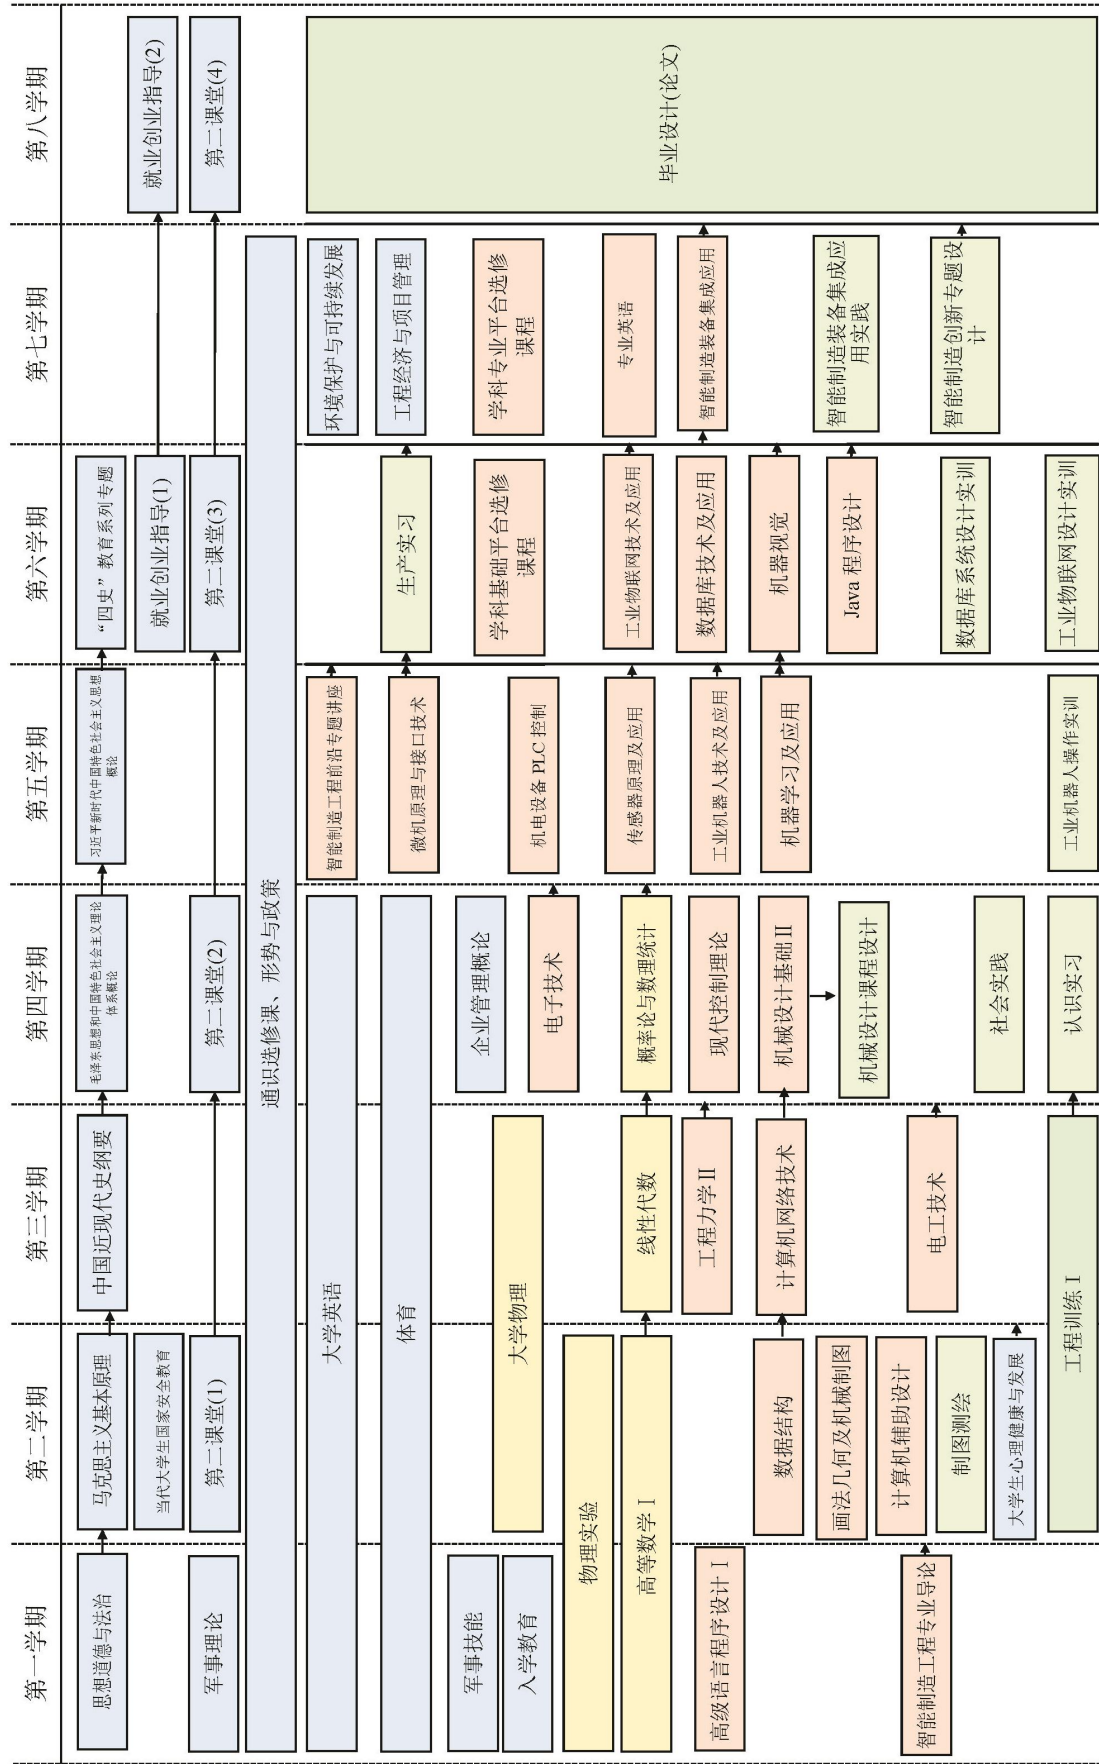 第一学期
第二学期
第三学期
第四学期
第五学期
第六学期
第七学期
第八学期
思想道德与法治
马克思主义基本原理
中国近现代史纲要
毛泽东思想和中国特色社会主义理论
体系概论
习近平新时代中国特色社会主义思想
概论
“四史”教育系列专题
当代大学生国家安全教育
就业创业指导(1)
就业创业指导(2)
军事理论
第二课堂(1)
第二课堂(2)
第二课堂(3)
第二课堂(4)
通识选修课、形势与政策
大学英语
智能制造工程前沿专题讲座
环境保护与可持续发展
体育
微机原理与接口技术
生产实习
工程经济与项目管理
军事技能
企业管理概论
学科基础平台选修
课程
学科专业平台选修
课程
入学教育
大学物理
电子技术
机电设备 PLC 控制
物理实验
高等数学 I
线性代数
概率论与数理统计
传感器原理及应用
工业物联网技术及应用
专业英语
毕业设计(论文)
高级语言程序设计 I
工程力学 II
现代控制理论
工业机器人技术及应用
数据库技术及应用
智能制造装备集成应用
数据结构
计算机网络技术
机械设计基础 II
机器学习及应用
机器视觉
画法几何及机械制图
机械设计课程设计
Java 程序设计
智能制造装备集成应
用实践
智能制造工程专业导论
计算机辅助设计
电工技术
制图测绘
数据库系统设计实训
智能制造创新专题设
计
大学生心理健康与发展
社会实践
工程训练 I
认识实习
工业机器人操作实训
工业物联网设计实训